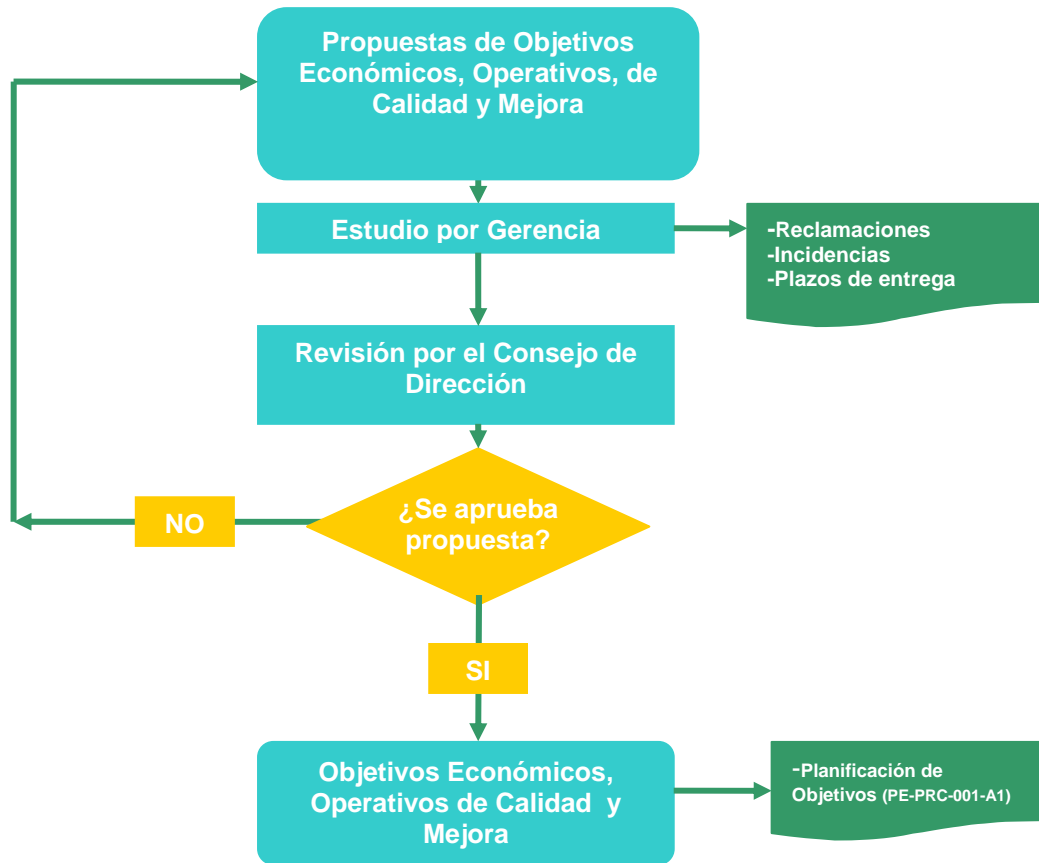 Propuestas de Objetivos
Económicos, Operativos, de
Calidad y Mejora
Estudio por Gerencia
-Reclamaciones
-Incidencias
-Plazos de entrega
Revisión por el Consejo de
Dirección
¿Se aprueba
propuesta?
NO
SI
Objetivos Económicos,
Operativos de Calidad y
Mejora
-Planificación de
Objetivos (PE-PRC-001-A1)